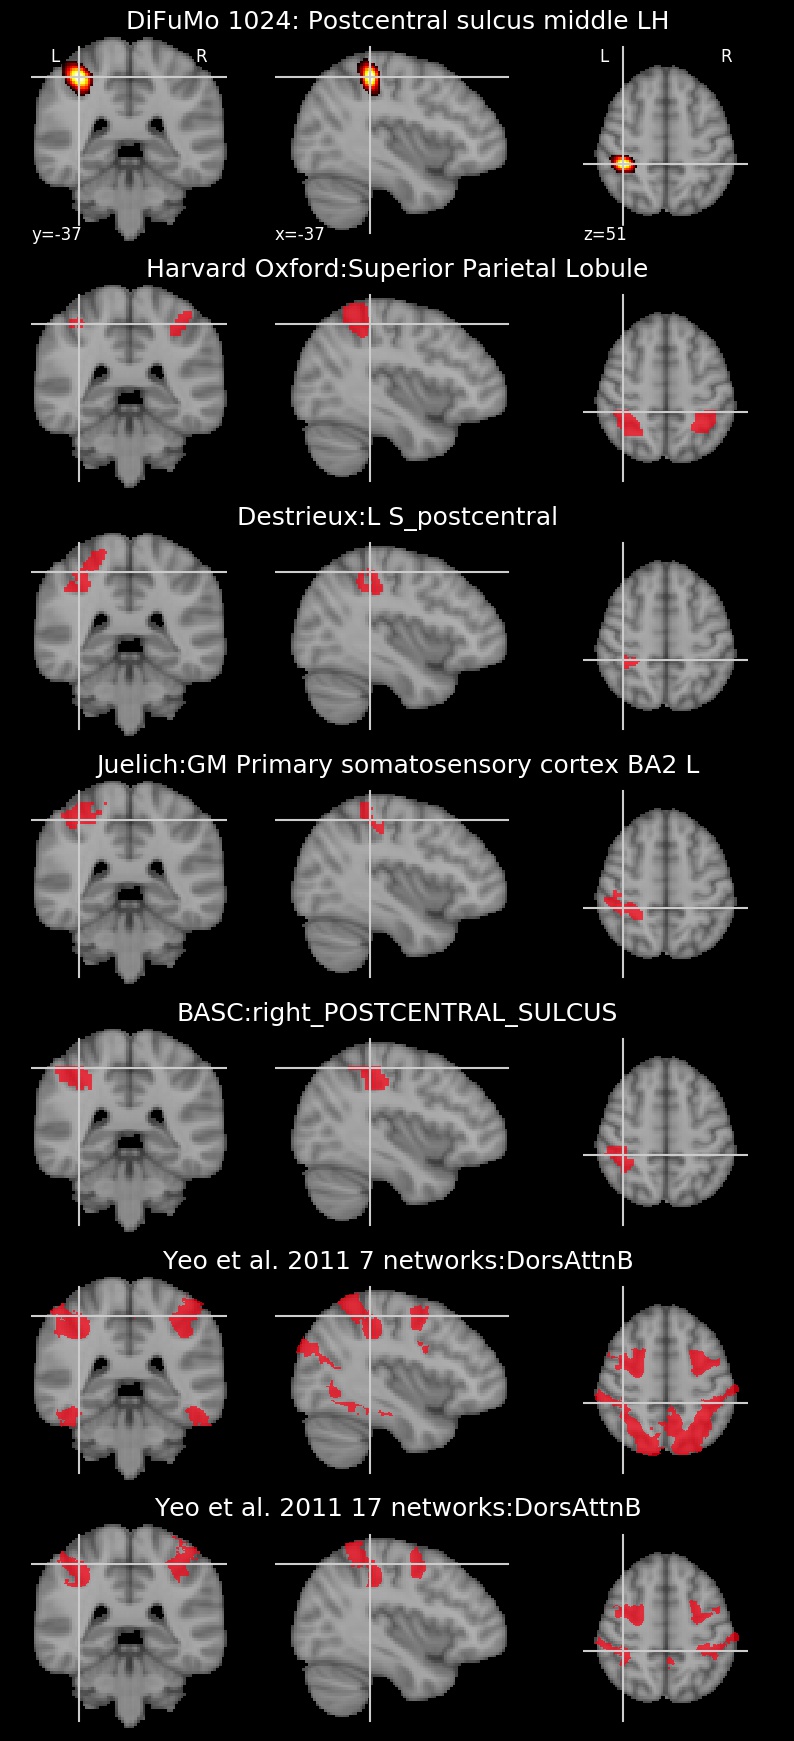 DiFuMo 1024: Postcentral sulcus middle LH
L R L R
y=-37 x=-37 z=51
Harvard Oxford:Superior Parietal Lobule
Destrieux:L S_postcentral
Juelich:GM Primary somatosensory cortex BA2 L
BASC:right_POSTCENTRAL_SULCUS
Yeo et al. 2011 7 networks:DorsAttnB
Yeo et al. 2011 17 networks:DorsAttnB